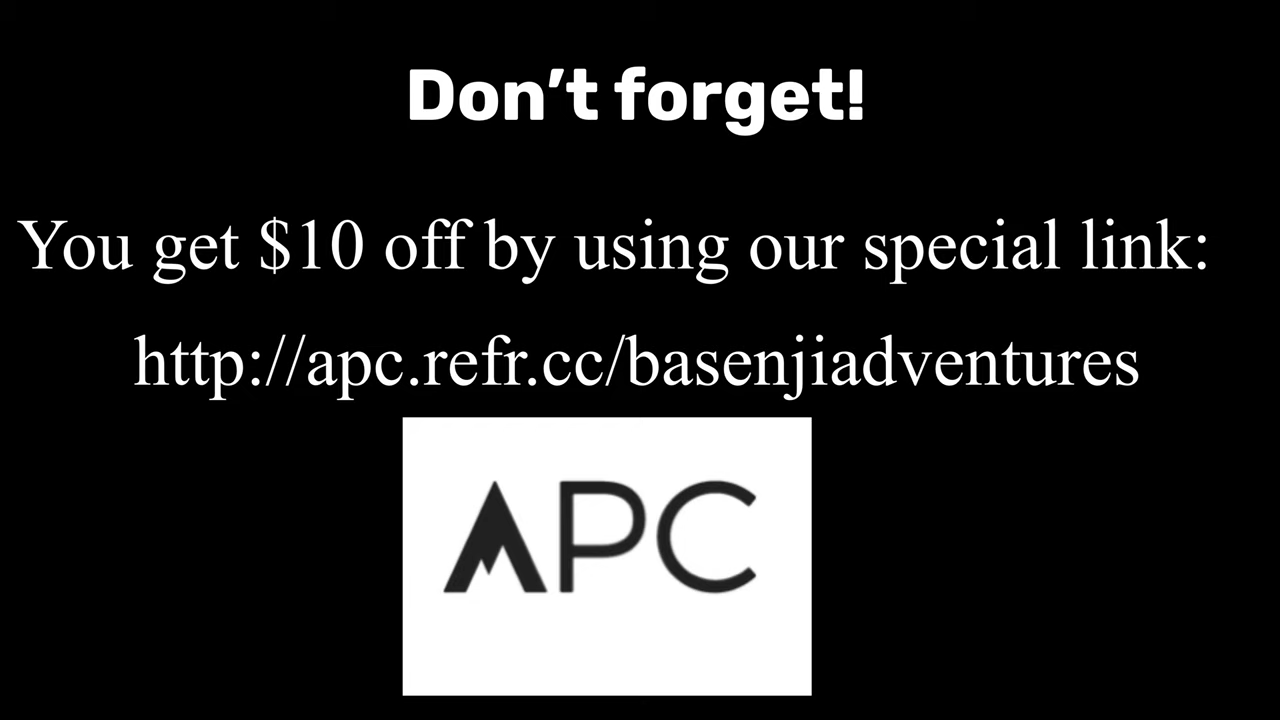 Don’t forget!
You get $10 off by using our special link:
http://apc.refr.cc/basenjiadventures
APC